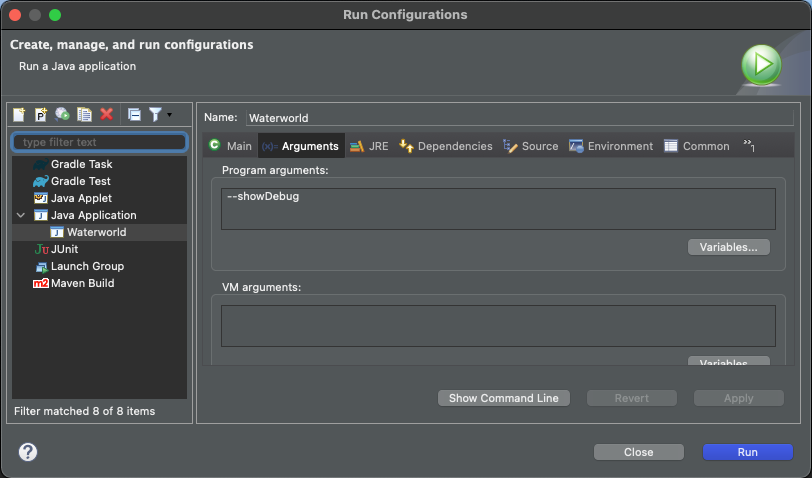 Run Configurations
Create, manage, and run configurations
Run a Java application
Name: Waterworld
type filter text
Gradle Task
Gradle Test
Java Applet
Java Application
Waterworld
JUnit
Launch Group
Maven Build
Filter matched 8 of 8 items
Main (x)= Arguments JRE Dependencies Source Environment Common »1
Program arguments:
--showDebug
Variables...
VM arguments:
Variables...
Show Command Line Revert Apply
? Close Run